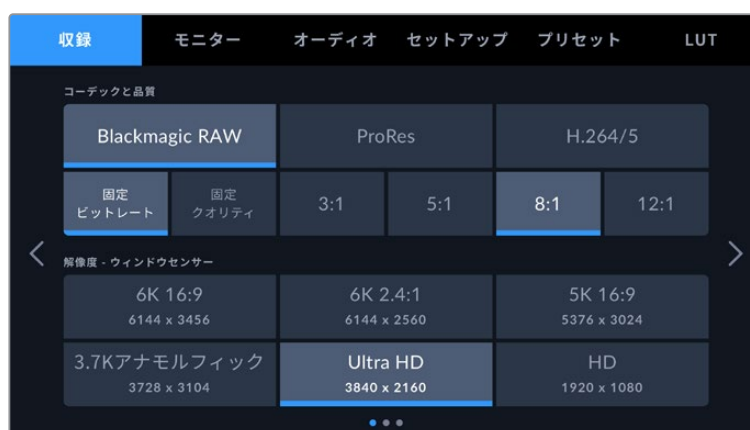 収録 モニター オーディオ セットアップ プリセット LUT
コーデックと品質
Blackmagic RAW ProRes H.264/5
固定 固定
ビットレート クオリティ 3:1 5:1 8:1 12:1
解像度 - ウィンドウセンサー
6K 16:9 6K 2.4:1 5K 16:9
6144 x 3456 6144 x 2560 5376 x 3024
3.7Kアナモルフィック Ultra HD HD
3728 x 3104 3840 x 2160 1920 x 1080